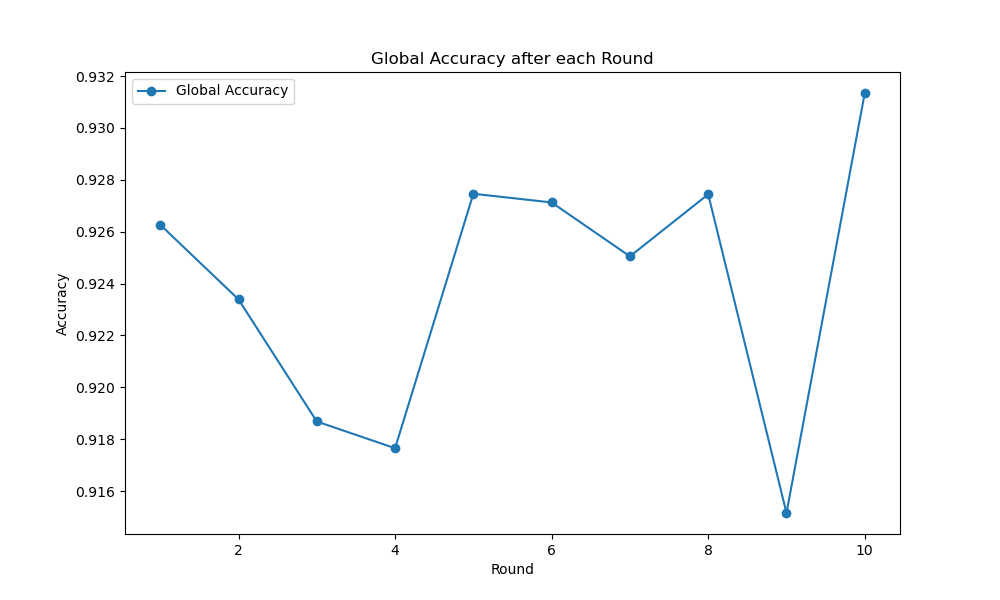 Global Accuracy after each Round
Global Accuracy
0.932
0.930
0.928
0.926
0.924
0.922
0.920
0.918
0.916
Accuracy
2 4 6 8 10
Round